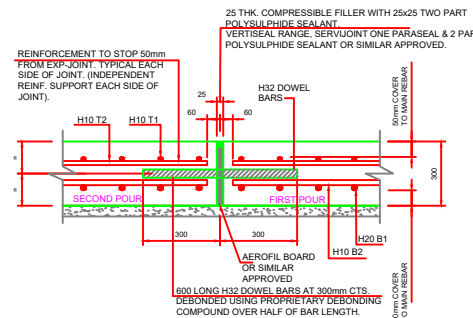 25 THK. COMPRESSIBLE FILLER WITH 25x25 TWO PART
POLYSULPHIDE SEALANT.
VERTISEAL RANGE, SERVIJOINT ONE PARASEAL & 2 PAR
POLYSULPHIDE SEALANT OR SIMILAR APPROVED.
REINFORCEMENT TO STOP 50mm
FROM EXP-JOINT. TYPICAL EACH
SIDE OF JOINT. (INDEPENDENT
REINF. SUPPORT EACH SIDE OF
JOINT).
25
60
60
H32 DOWEL
BARS
H10 T2
H10 T1
50mm COVER
TO MAIN REBAR
300
SECOND POUR
FIRST POUR
300
300
H20 B1
H10 B2
AEROFIL BOARD
OR SIMILAR
APPROVED
600 LONG H32 DOWEL BARS AT 300mm CTS.
DEBONDED USING PROPRIETARY DEBONDING
COMPOUND OVER HALF OF BAR LENGTH.
0mm COVER
O MAIN REBAR